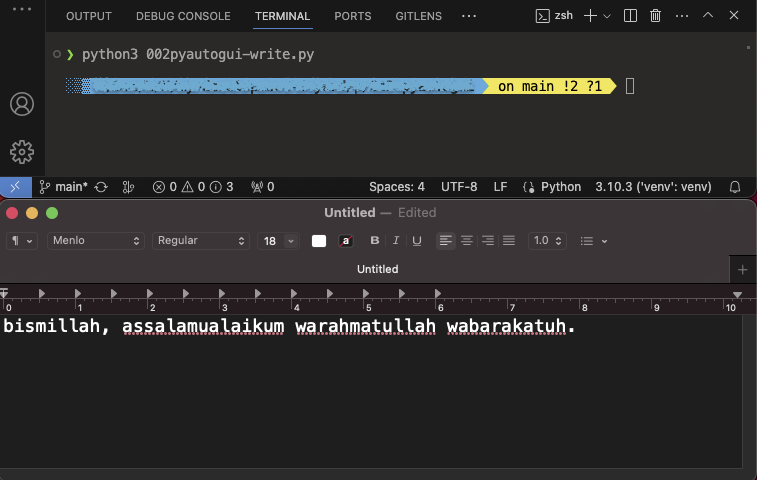 OUTPUT DEBUG CONSOLE TERMINAL PORTS GITLENS ··· zsh
❯ python3 002pyautogui-write.py
on main !2 ?1
main* 0 0 3 0 Spaces: 4 UTF-8 LF Python 3.10.3 ('venv': venv)
Untitled — Edited
¶ Menlo Regular 18 a B I U 1.0
Untitled
0 1 2 3 4 5 6 7 8 9 10
bismillah, assalamualaikum warahmatullah wabarakatuh.